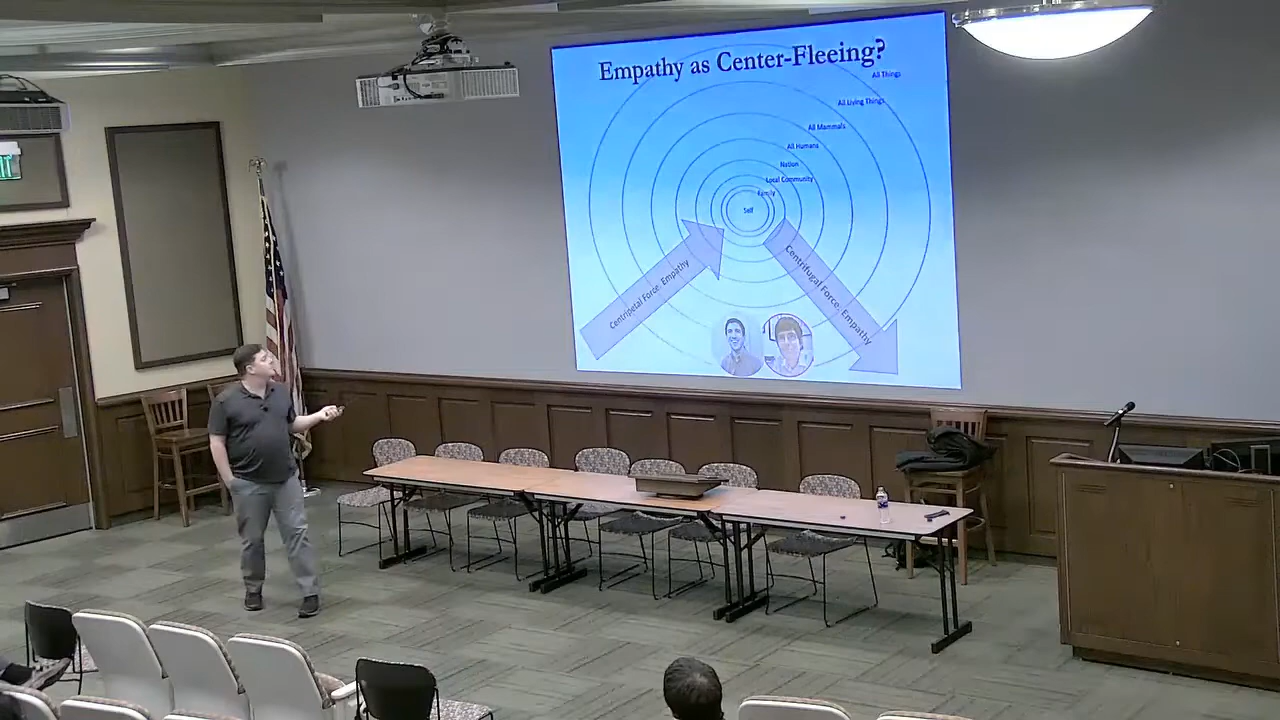 Empathy as Center-Fleeing?
All Things
All Living Things
All Mammals
All Humans
Nation
Local Community
Family
Self
Centripetal Force: Empathy
Centrifugal Force: Empathy